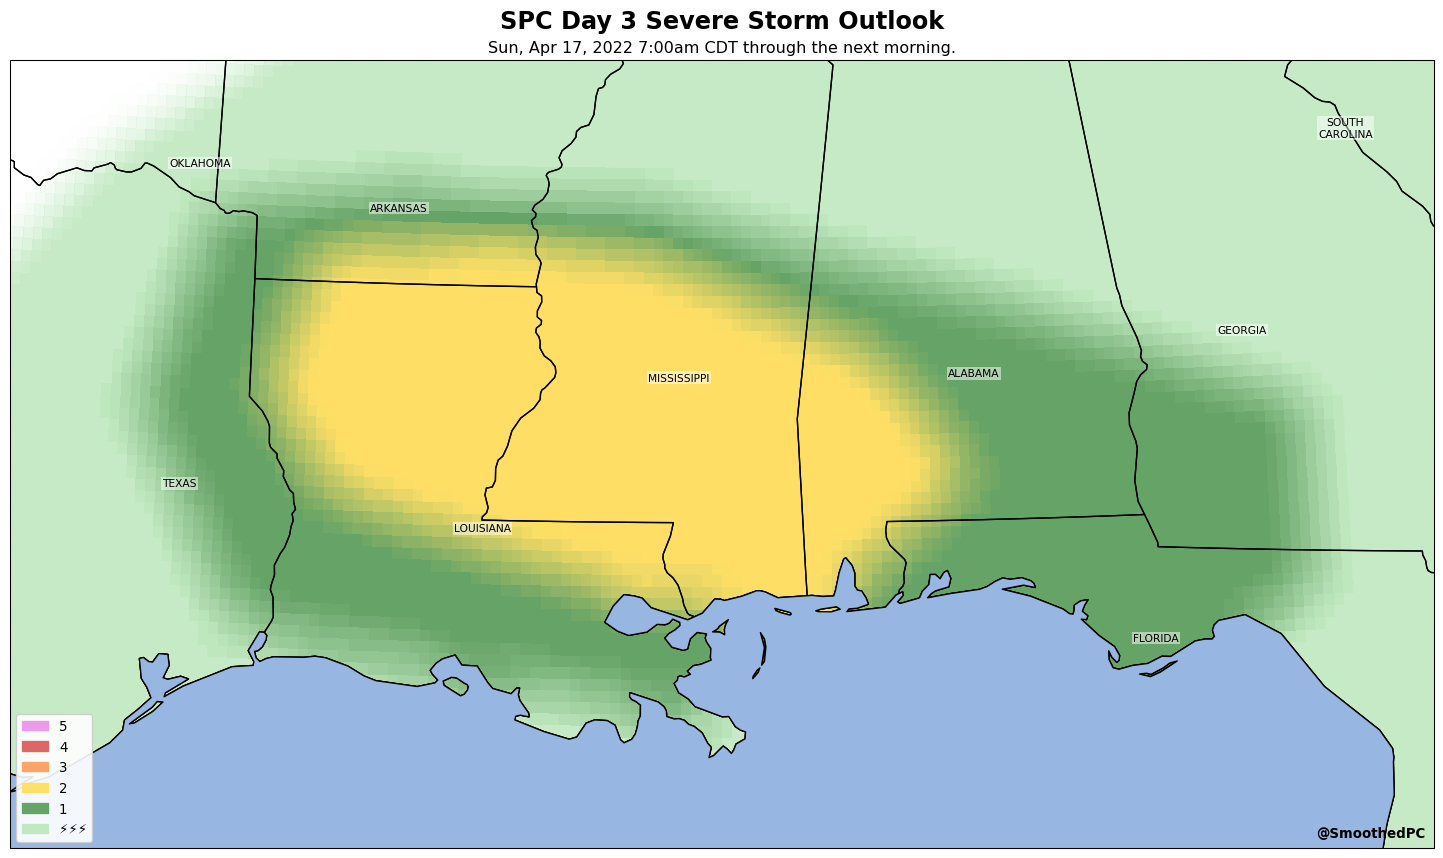 SPC Day 3 Severe Storm Outlook
Sun, Apr 17, 2022 7:00am CDT through the next morning.
SOUTH
CAROLINA
OKLAHOMA
ARKANSAS
GEORGIA
MISSISSIPPI
ALABAMA
TEXAS
LOUISIANA
FLORIDA
5
4
3
2
1
⚡⚡⚡
@SmoothedPC